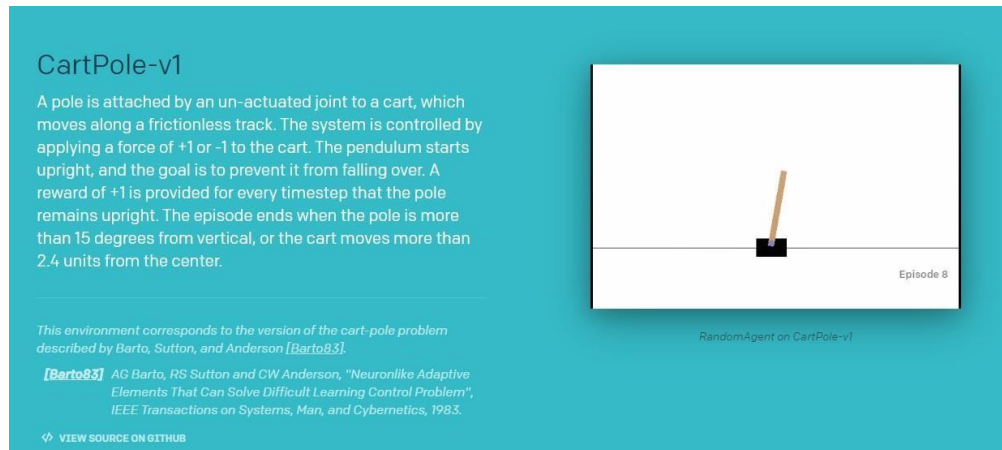 CartPole-v1
A pole is attached by an un-actuated joint to a cart, which
moves along a frictionless track. The system is controlled by
applying a force of +1 or -1 to the cart. The pendulum starts
upright, and the goal is to prevent it from falling over. A
reward of +1 is provided for every timestep that the pole
remains upright. The episode ends when the pole is more
than 15 degrees from vertical, or the cart moves more than
2.4 units from the center.
This environment corresponds to the version of the cart-pole problem
described by Barto, Sutton, and Anderson [Barto83].
[Barto83] AG Barto, RS Sutton and CW Anderson, "Neuronlike Adaptive
Elements That Can Solve Difficult Learning Control Problem",
IEEE Transactions on Systems, Man, and Cybernetics, 1983.
</> VIEW SOURCE ON GITHUB
Episode 8
RandomAgent on CartPole-v1